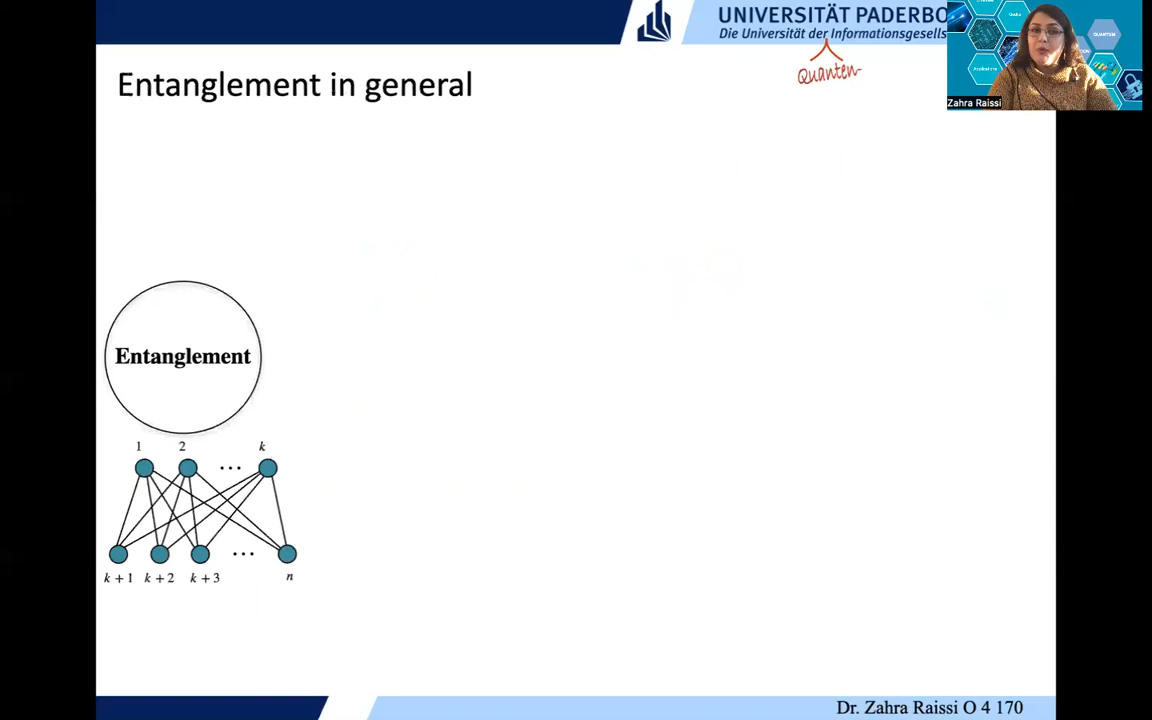 UNIVERSITÄT PADERBO
Die Universität der Informationsgesells
Quanten
Zahra Raissi
Entanglement in general
Entanglement
1 2 k
...
...
k + 1 k + 2 k + 3 n
Dr. Zahra Raissi O 4 170